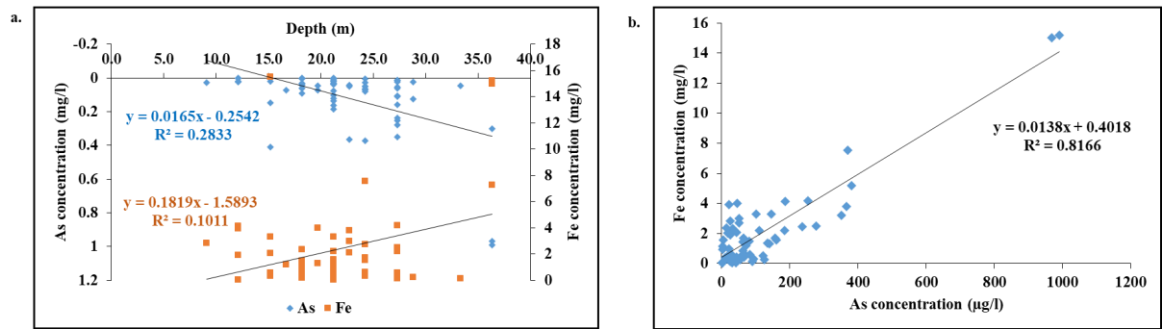 a.
Depth (m)
0.0 5.0 10.0 15.0 20.0 25.0 30.0 35.0 40.0
-0.2
0
0.2
0.4
0.6
0.8
1
1.2
As concentration (mg/l)
18
16
14
12
10
8
6
4
2
0
Fe concentration (mg/l)
y = 0.0165x - 0.2542
R² = 0.2833
y = 0.1819x - 1.5893
R² = 0.1011
As Fe
b.
16
14
12
10
8
6
4
2
0
Fe concentration (mg/l)
y = 0.0138x + 0.4018
R² = 0.8166
0 200 400 600 800 1000 1200
As concentration (µg/l)